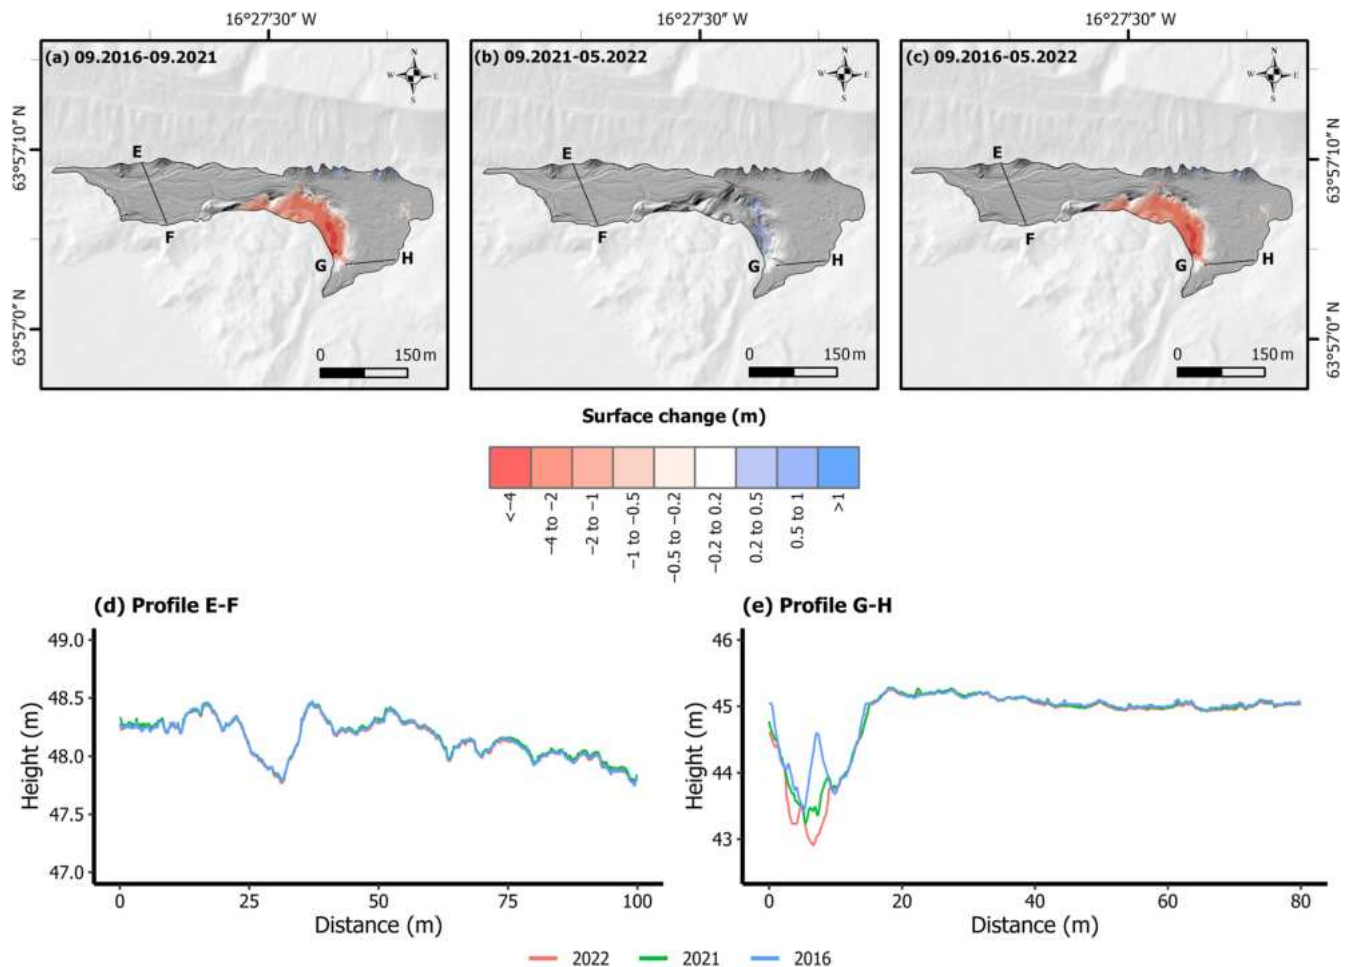 16°27'30" W 16°27'30" W 16°27'30" W
(a) 09.2016-09.2021 (b) 09.2021-05.2022 (c) 09.2016-05.2022
N N N
W E W E W E
S S S
63°57'10" N 63°57'10" N
E E E
F F F
G H G H G H
63°57'0" N 63°57'0" N
0 150 m 0 150 m 0 150 m
Surface change (m)
<−4
−4 to −2
−2 to −1
−1 to −0.5
−0.5 to −0.2
−0.2 to 0.2
0.2 to 0.5
0.5 to 1
>1
(d) Profile E-F
Height (m)
49.0
48.5
48.0
47.5
47.0
0 25 50 75 100
Distance (m)
(e) Profile G-H
Height (m)
46
45
44
43
0 20 40 60 80
Distance (m)
2022 2021 2016